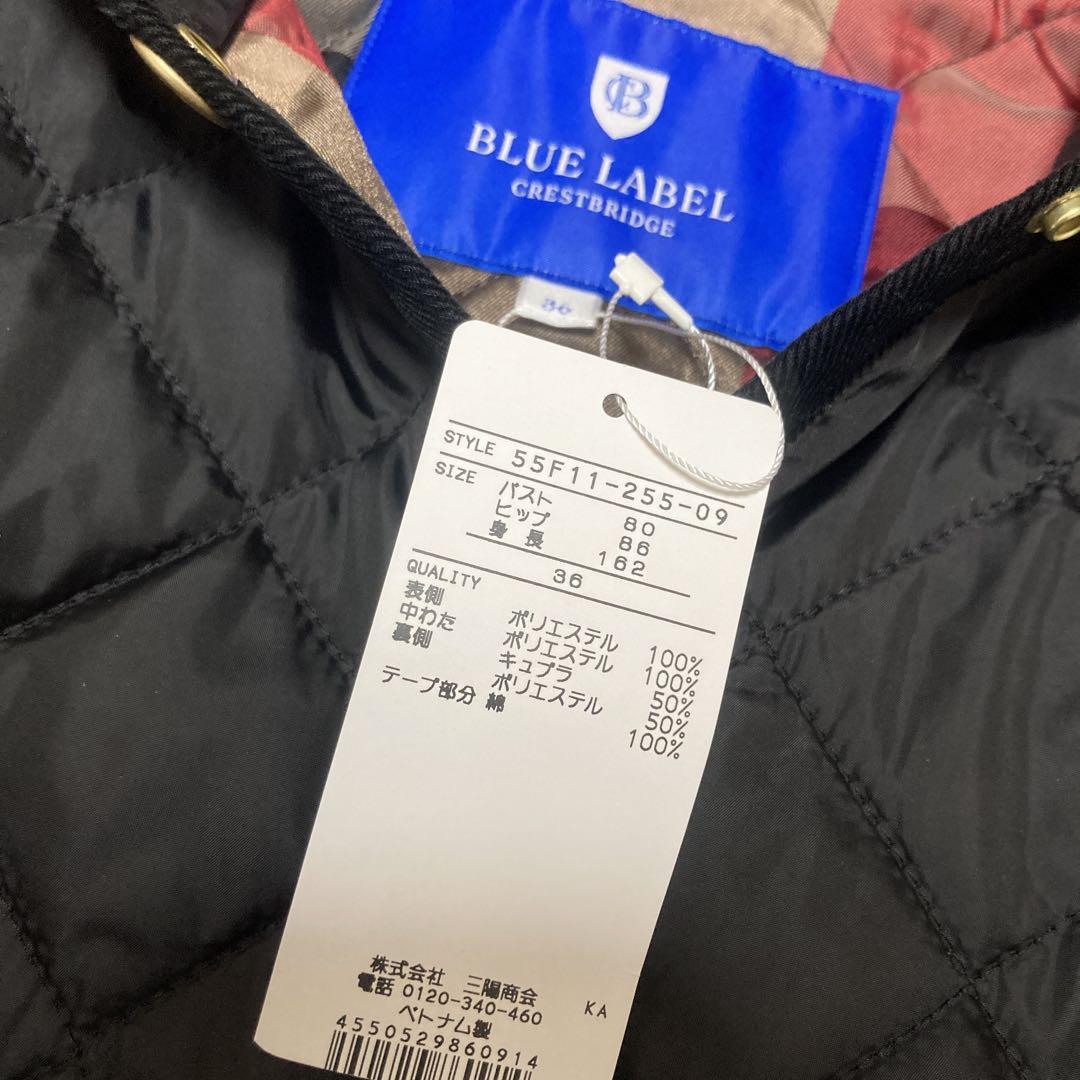 CB
BLUE LABEL
CRESTBRIDGE
36
STYLE 55F11-255-09
SIZE バスト 80
ヒップ 86
身長 162
36
QUALITY
表側 ポリエステル 100%
中わた ポリエステル 100%
裏側 キュプラ 50%
ポリエステル 50%
テープ部分 綿 100%
株式会社 三陽商会
電話 0120-340-460 KA
ベトナム製
4550529860914